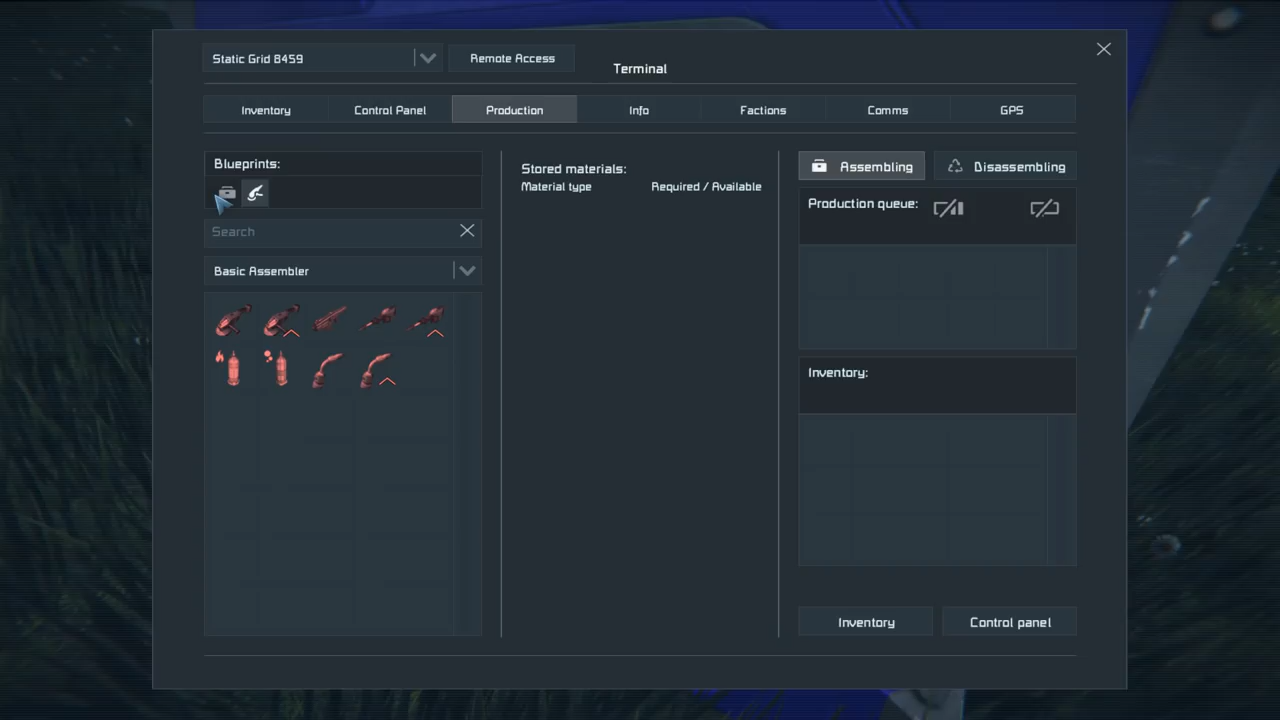 Static Grid 8459
Remote Access
Terminal
Inventory
Control Panel
Production
Info
Factions
Comms
GPS
Blueprints:
Search
Basic Assembler
Stored materials:
Material type
Required / Available
Assembling
Disassembling
Production queue:
Inventory:
Inventory
Control panel